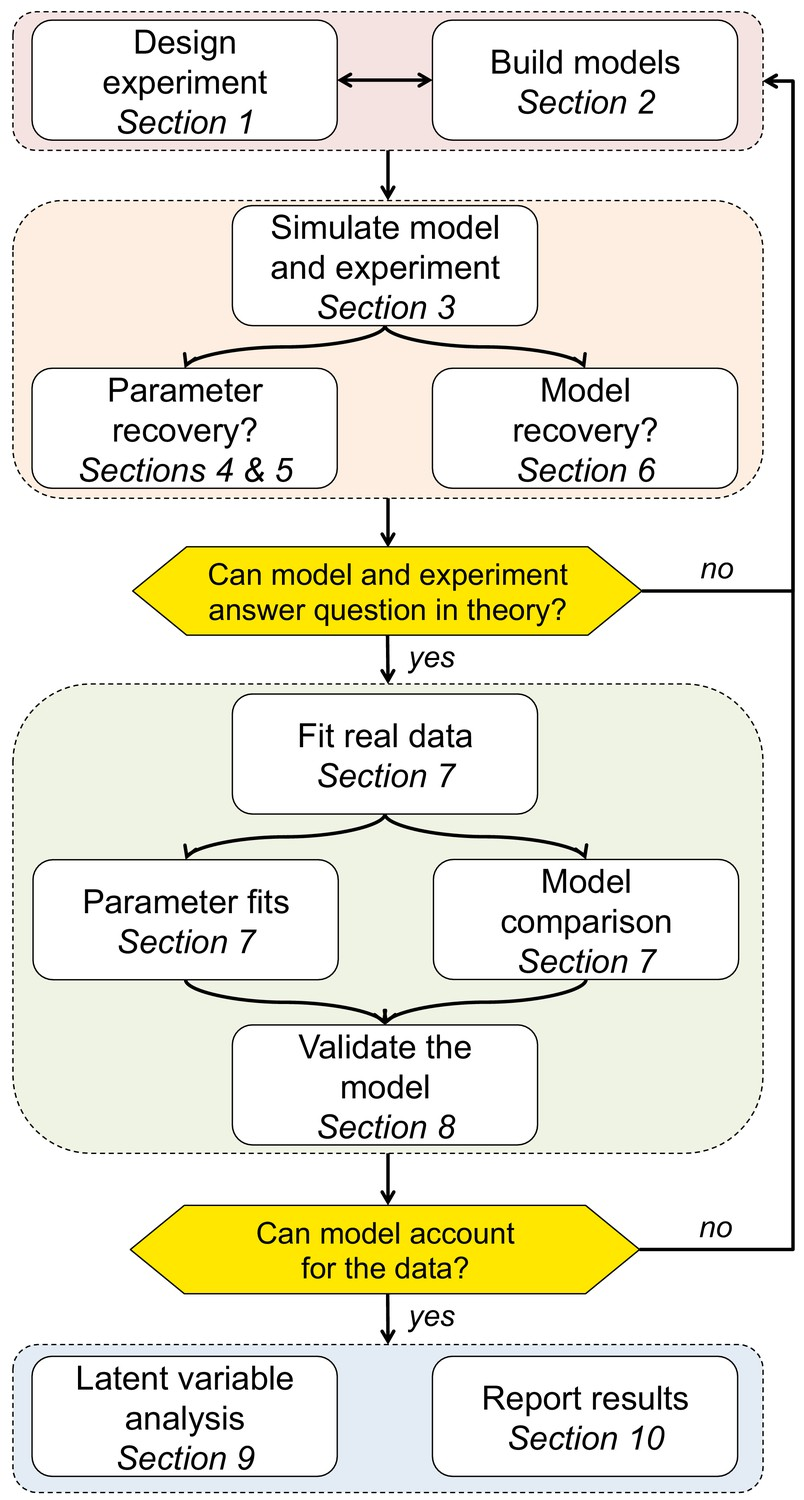 Design
experiment
Section 1
Build models
Section 2
Simulate model
and experiment
Section 3
Parameter
recovery?
Sections 4 & 5
Model
recovery?
Section 6
Can model and experiment
answer question in theory?
no
yes
Fit real data
Section 7
Parameter fits
Section 7
Model
comparison
Section 7
Validate the
model
Section 8
Can model account
for the data?
no
yes
Latent variable
analysis
Section 9
Report results
Section 10